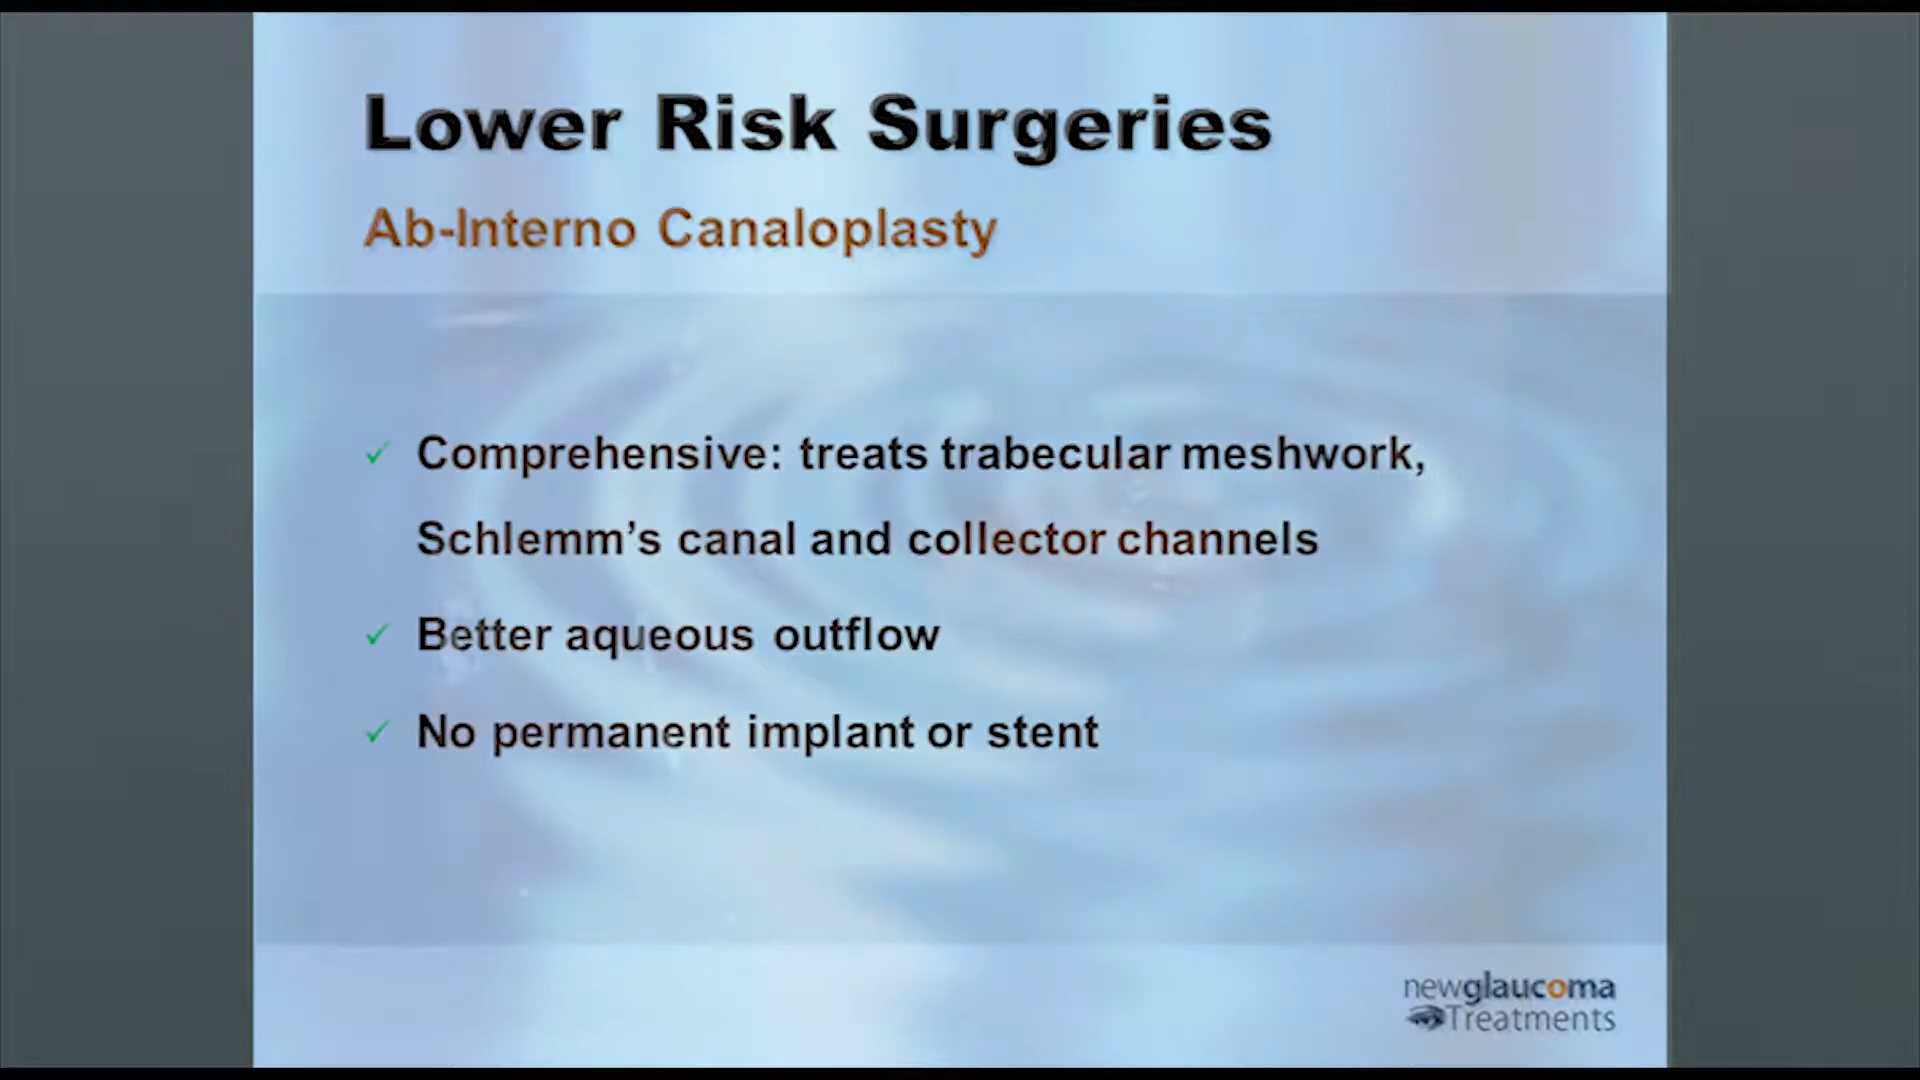 Lower Risk Surgeries
Ab-Interno Canaloplasty
✓ Comprehensive: treats trabecular meshwork,
Schlemm’s canal and collector channels
✓ Better aqueous outflow
✓ No permanent implant or stent
newglaucoma
Treatments